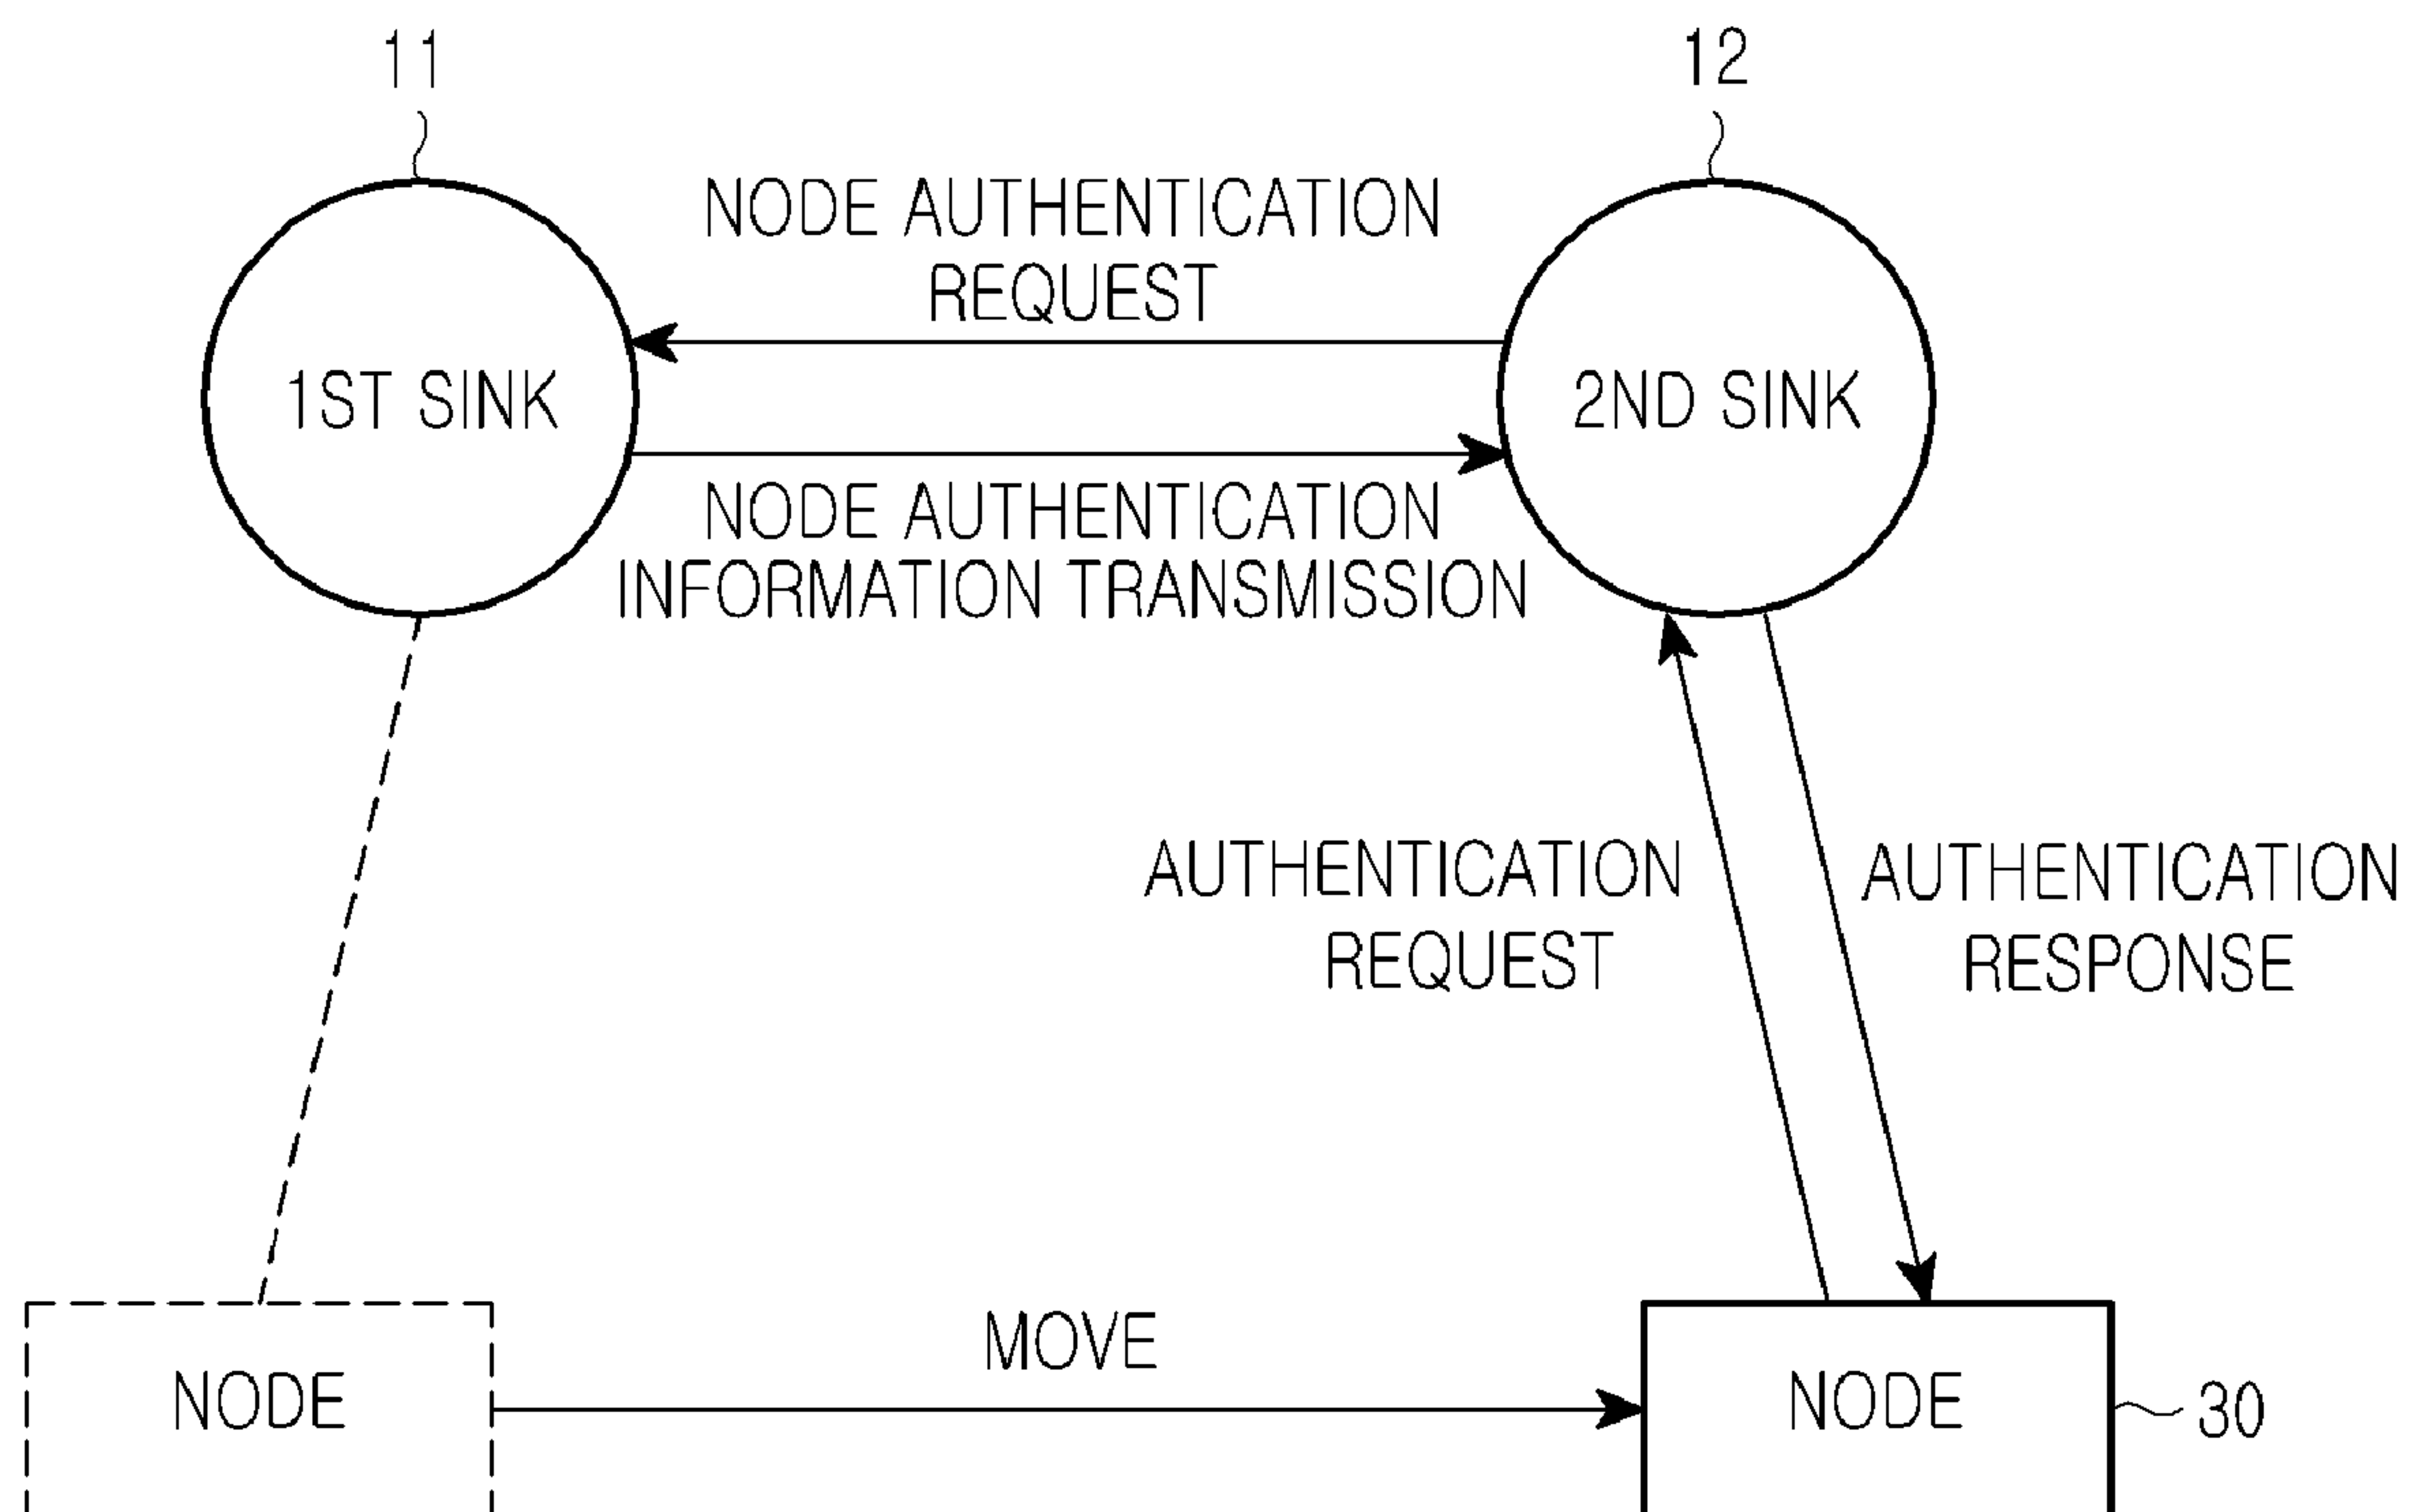 11
12
NODE AUTHENTICATION
REQUEST
1ST SINK
2ND SINK
NODE AUTHENTICATION
INFORMATION TRANSMISSION
AUTHENTICATION
REQUEST
AUTHENTICATION
RESPONSE
MOVE
NODE
NODE
30